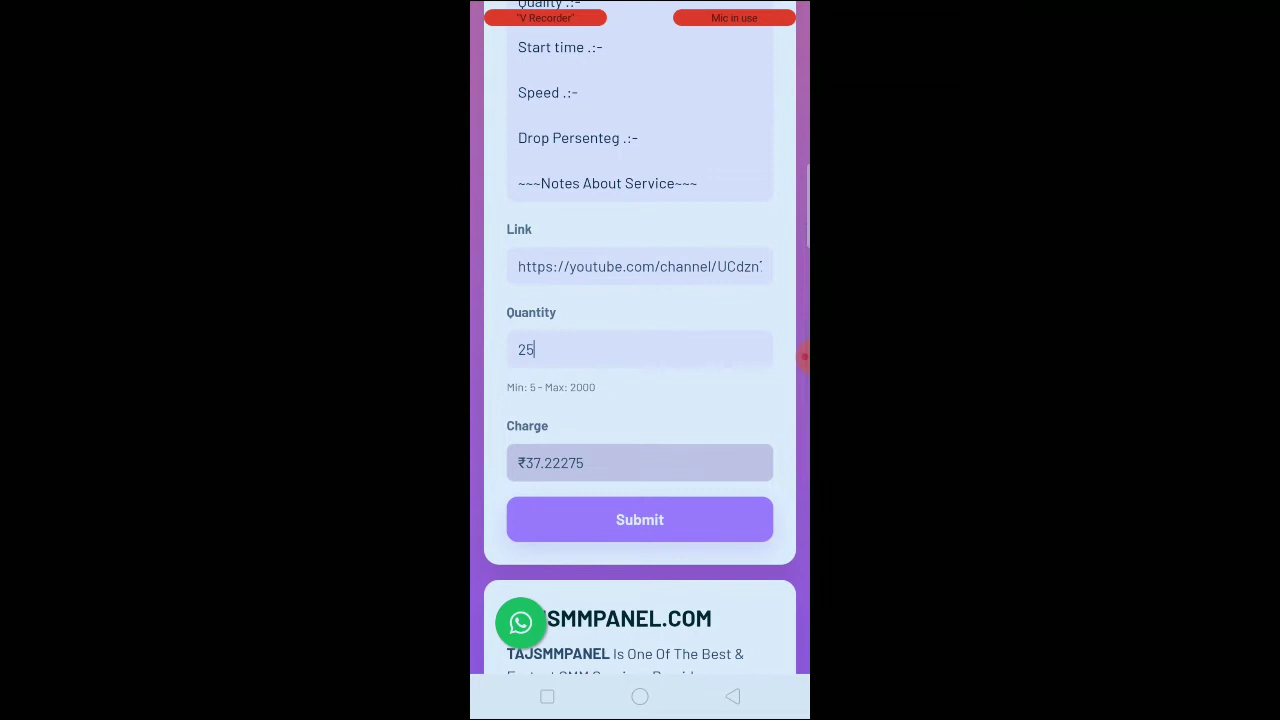 Quality .:-
"V Recorder"
Mic in use
Start time .:-
Speed .:-
Drop Persenteg .:-
~~~Notes About Service~~~
Link
https://youtube.com/channel/UCdzn
Quantity
25
Min: 5 - Max: 2000
Charge
₹37.22275
Submit
SMMPANEL.COM
TAJSMMPANEL Is One Of The Best &